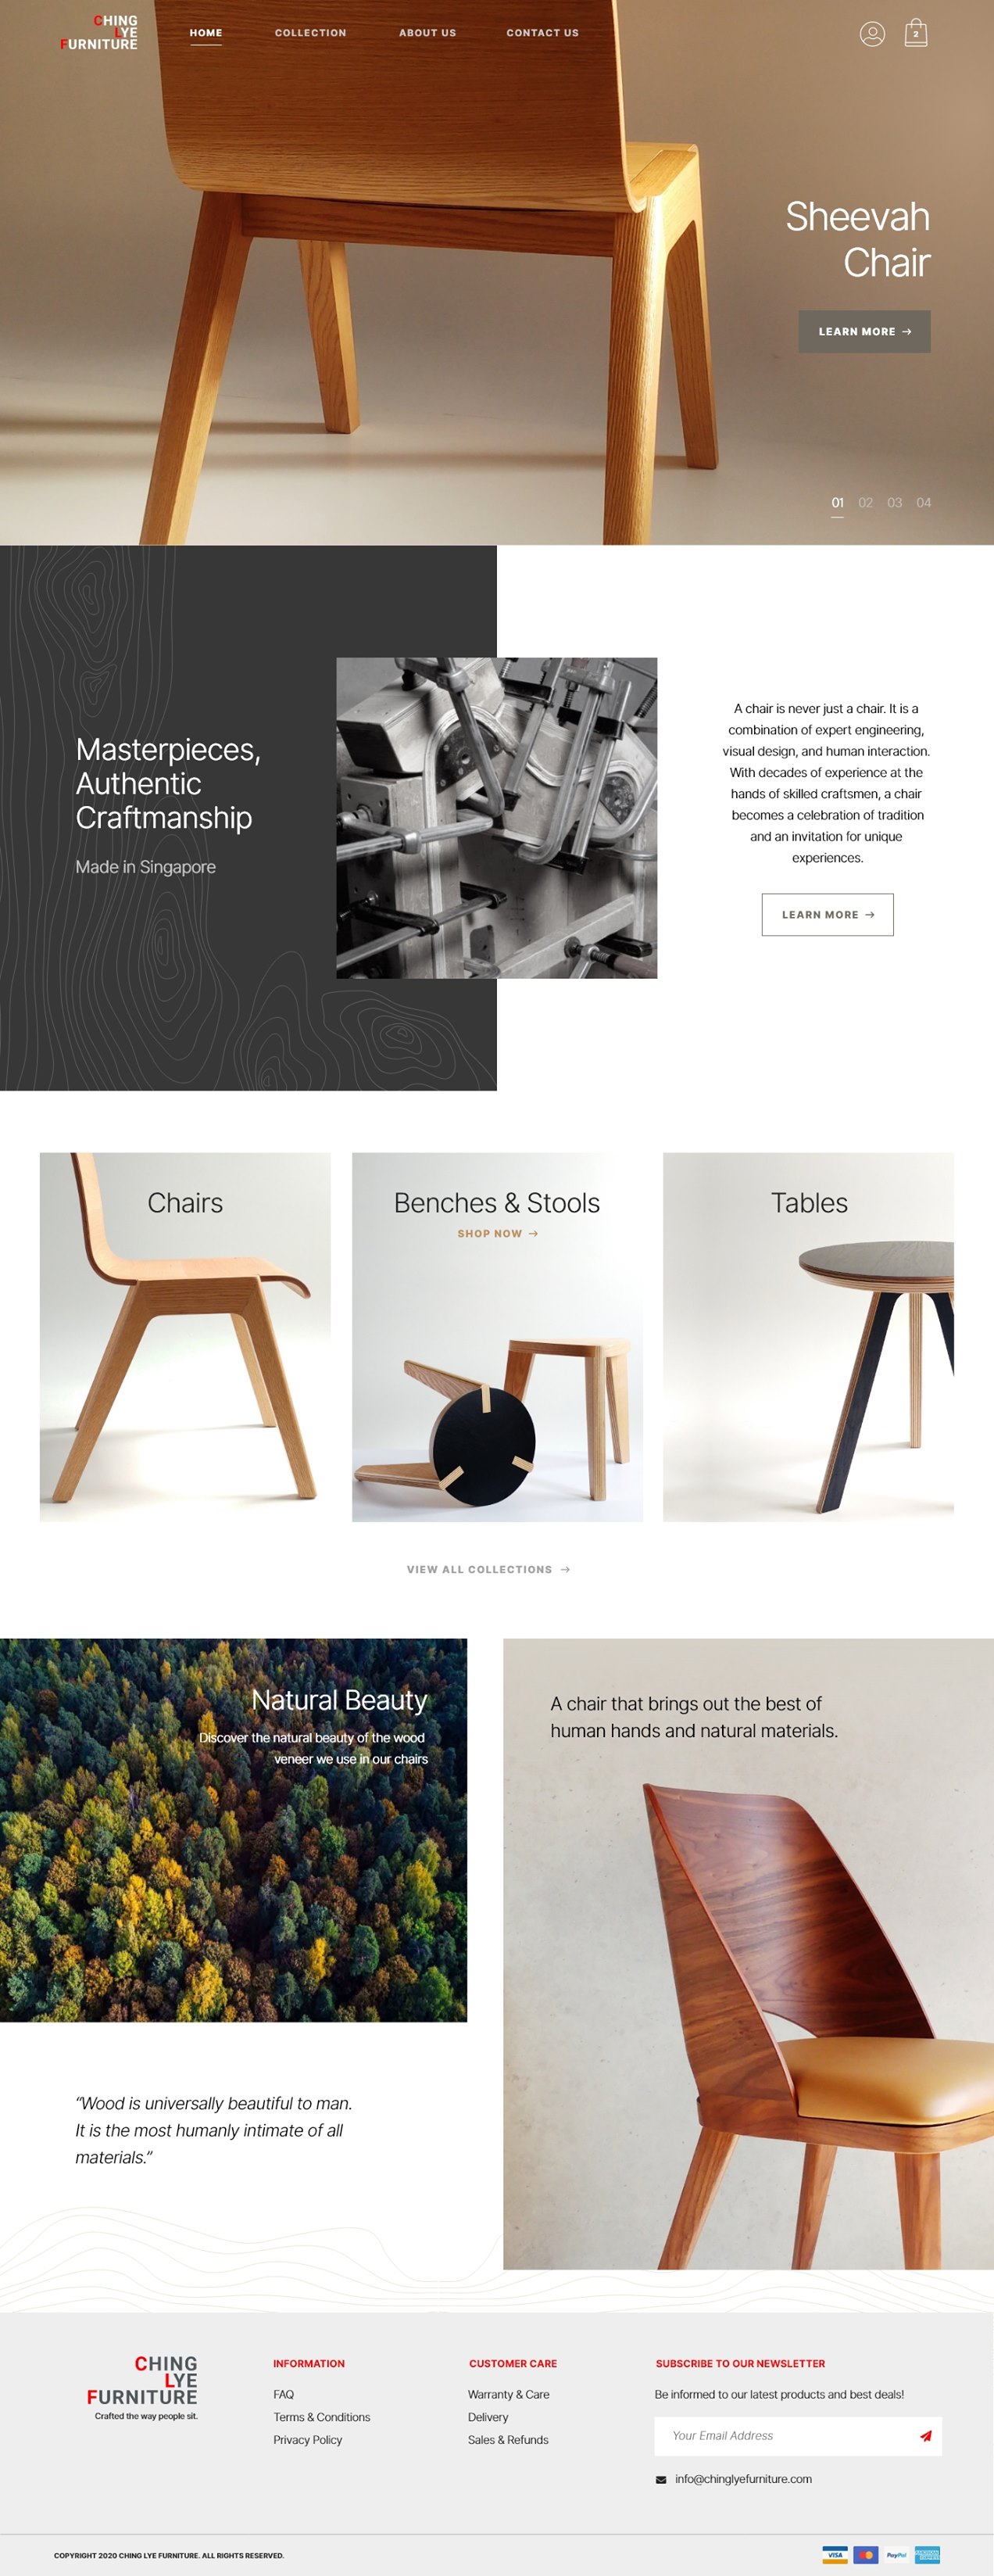 CHING
LYE
FURNITURE
HOME
COLLECTION
ABOUT US
CONTACT US
2
Sheevah
Chair
LEARN MORE →
01 02 03 04
Masterpieces,
Authentic
Craftmanship
Made in Singapore
A chair is never just a chair. It is a
combination of expert engineering,
visual design, and human interaction.
With decades of experience at the
hands of skilled craftsmen, a chair
becomes a celebration of tradition
and an invitation for unique
experiences.
LEARN MORE →
Chairs
Benches & Stools
SHOP NOW →
Tables
VIEW ALL COLLECTIONS →
Natural Beauty
Discover the natural beauty of the wood
veneer we use in our chairs
A chair that brings out the best of
human hands and natural materials.
“Wood is universally beautiful to man.
It is the most humanly intimate of all
materials.”
CHING
LYE
FURNITURE
Crafted the way people sit.
INFORMATION
FAQ
Terms & Conditions
Privacy Policy
CUSTOMER CARE
Warranty & Care
Delivery
Sales & Refunds
SUBSCRIBE TO OUR NEWSLETTER
Be informed to our latest products and best deals!
Your Email Address
info@chinglyefurniture.com
COPYRIGHT 2020 CHING LYE FURNITURE. ALL RIGHTS RESERVED.
VISA
PayPal